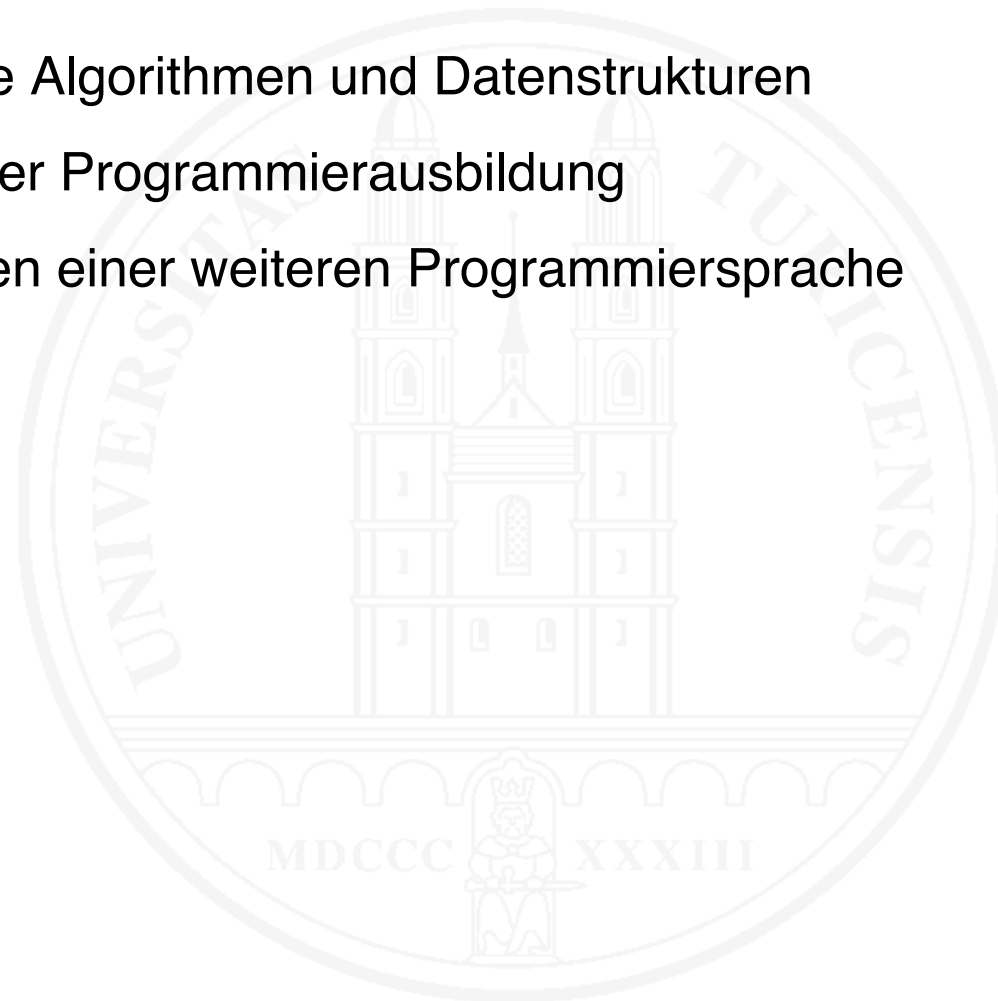 e Algorithmen und Datenstrukturen
er Programmierausbildung
en einer weiteren Programmiersprache
UNIVERSITAS TURICENSIS
MDCCC XXXIII